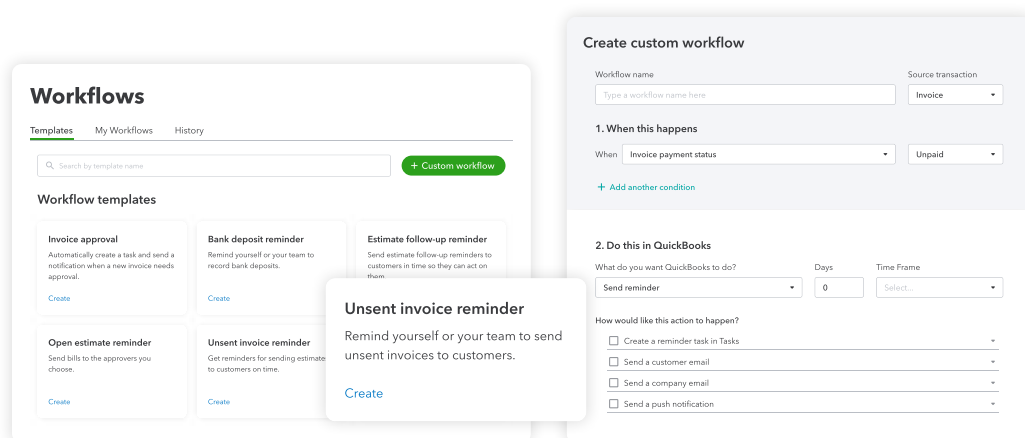 Workflows
Templates
My Workflows
History
Search by template name
+ Custom workflow
Workflow templates
Invoice approval
Automatically create a task and send a
notification when a new invoice needs
approval.
Create
Bank deposit reminder
Remind yourself or your team to
record bank deposits.
Create
Estimate follow-up reminder
Send estimate follow-up reminders to
customers in time so they can act on
them
Open estimate reminder
Send bills to the approvers you
choose.
Create
Unsent invoice reminder
Get reminders for sending estimates
to customers on time.
Create
Unsent invoice reminder
Remind yourself or your team to send
unsent invoices to customers.
Create
Create custom workflow
Workflow name
Type a workflow name here
Source transaction
Invoice
1. When this happens
When
Invoice payment status
Unpaid
+ Add another condition
2. Do this in QuickBooks
What do you want QuickBooks to do?
Send reminder
Days
0
Time Frame
Select...
How would like this action to happen?
Create a reminder task in Tasks
Send a customer email
Send a company email
Send a push notification